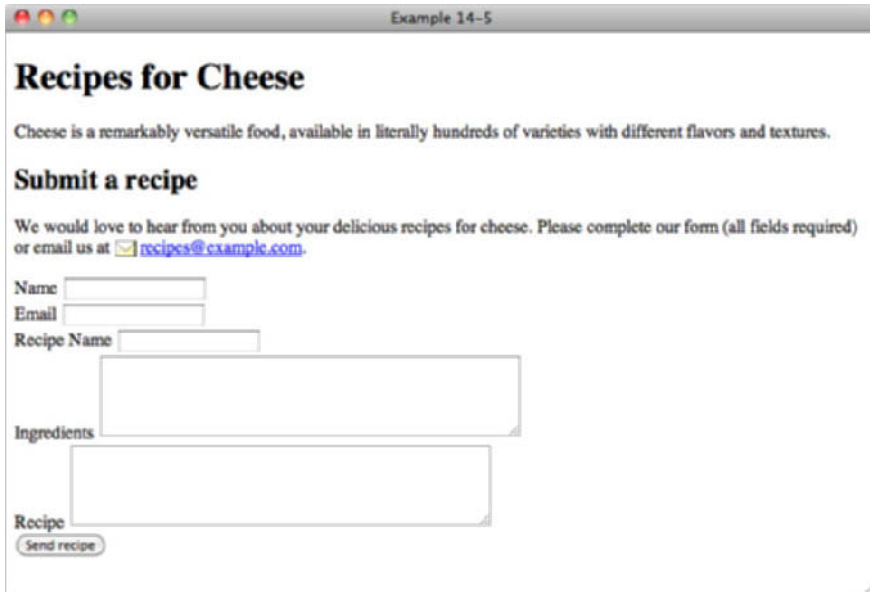 Example 14-5
Recipes for Cheese
Cheese is a remarkably versatile food, available in literally hundreds of varieties with different flavors and textures.
Submit a recipe
We would love to hear from you about your delicious recipes for cheese. Please complete our form (all fields required)
or email us at recipes@example.com.
Name
Email
Recipe Name
Ingredients
Recipe
Send recipe